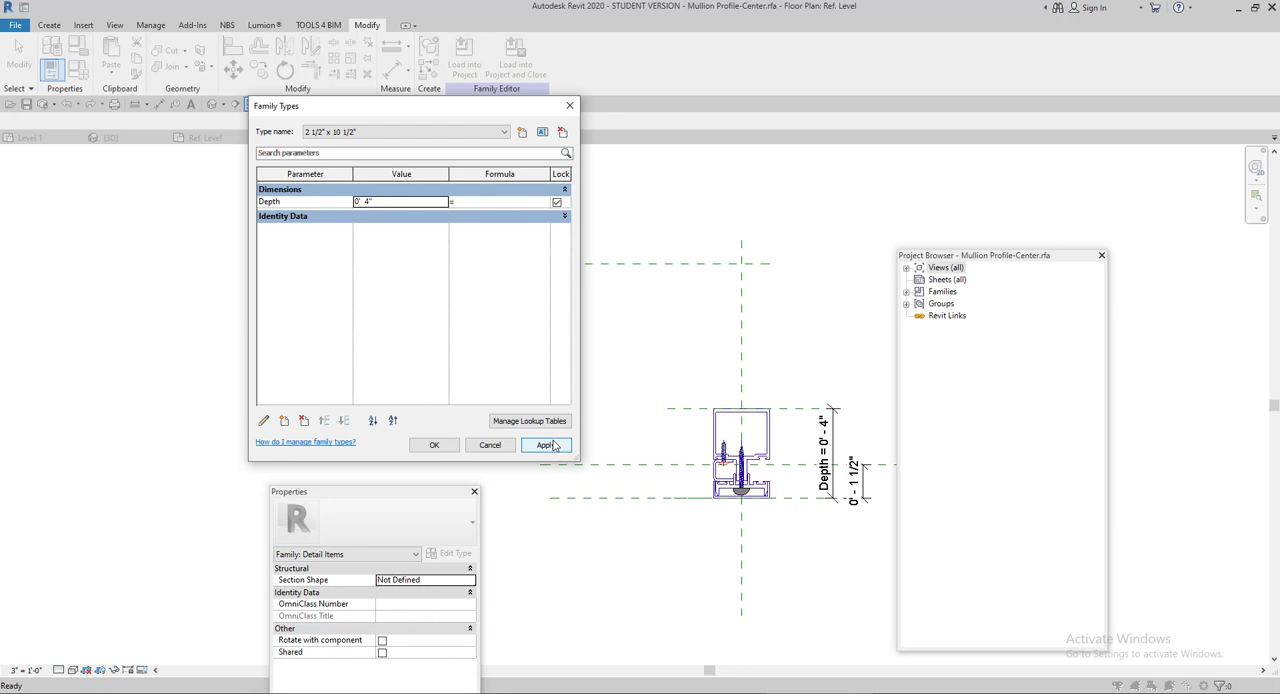 Autodesk Revit 2020 - STUDENT VERSION - Mullion Profile-Center.rfa - Floor Plan: Ref. Level
Sign In
File Create Insert View Manage Add-Ins NBS Lumion® TOOLS 4 BIM Modify
Modify
Paste
Cut
Join
Load into Project
Load into Project and Close
Select Properties Clipboard Geometry Modify Measure Create Family Editor
Level 1 {3D} Ref. Level
Family Types
Type name: 2 1/2" x 10 1/2"
Search parameters
Parameter Value Formula Lock
Dimensions
Depth 0' 4" =
Identity Data
Manage Lookup Tables
How do I manage family types?
OK Cancel Apply
Depth = 0' - 4"
0' - 1 1/2"
Project Browser - Mullion Profile-Center.rfa
Views (all)
Sheets (all)
Families
Groups
Revit Links
Properties
R
Family: Detail Items Edit Type
Structural
Section Shape Not Defined
Identity Data
OmniClass Number
OmniClass Title
Other
Rotate with component
Shared
Activate Windows
Go to Settings to activate Windows.
3" = 1'-0"
Ready
:0